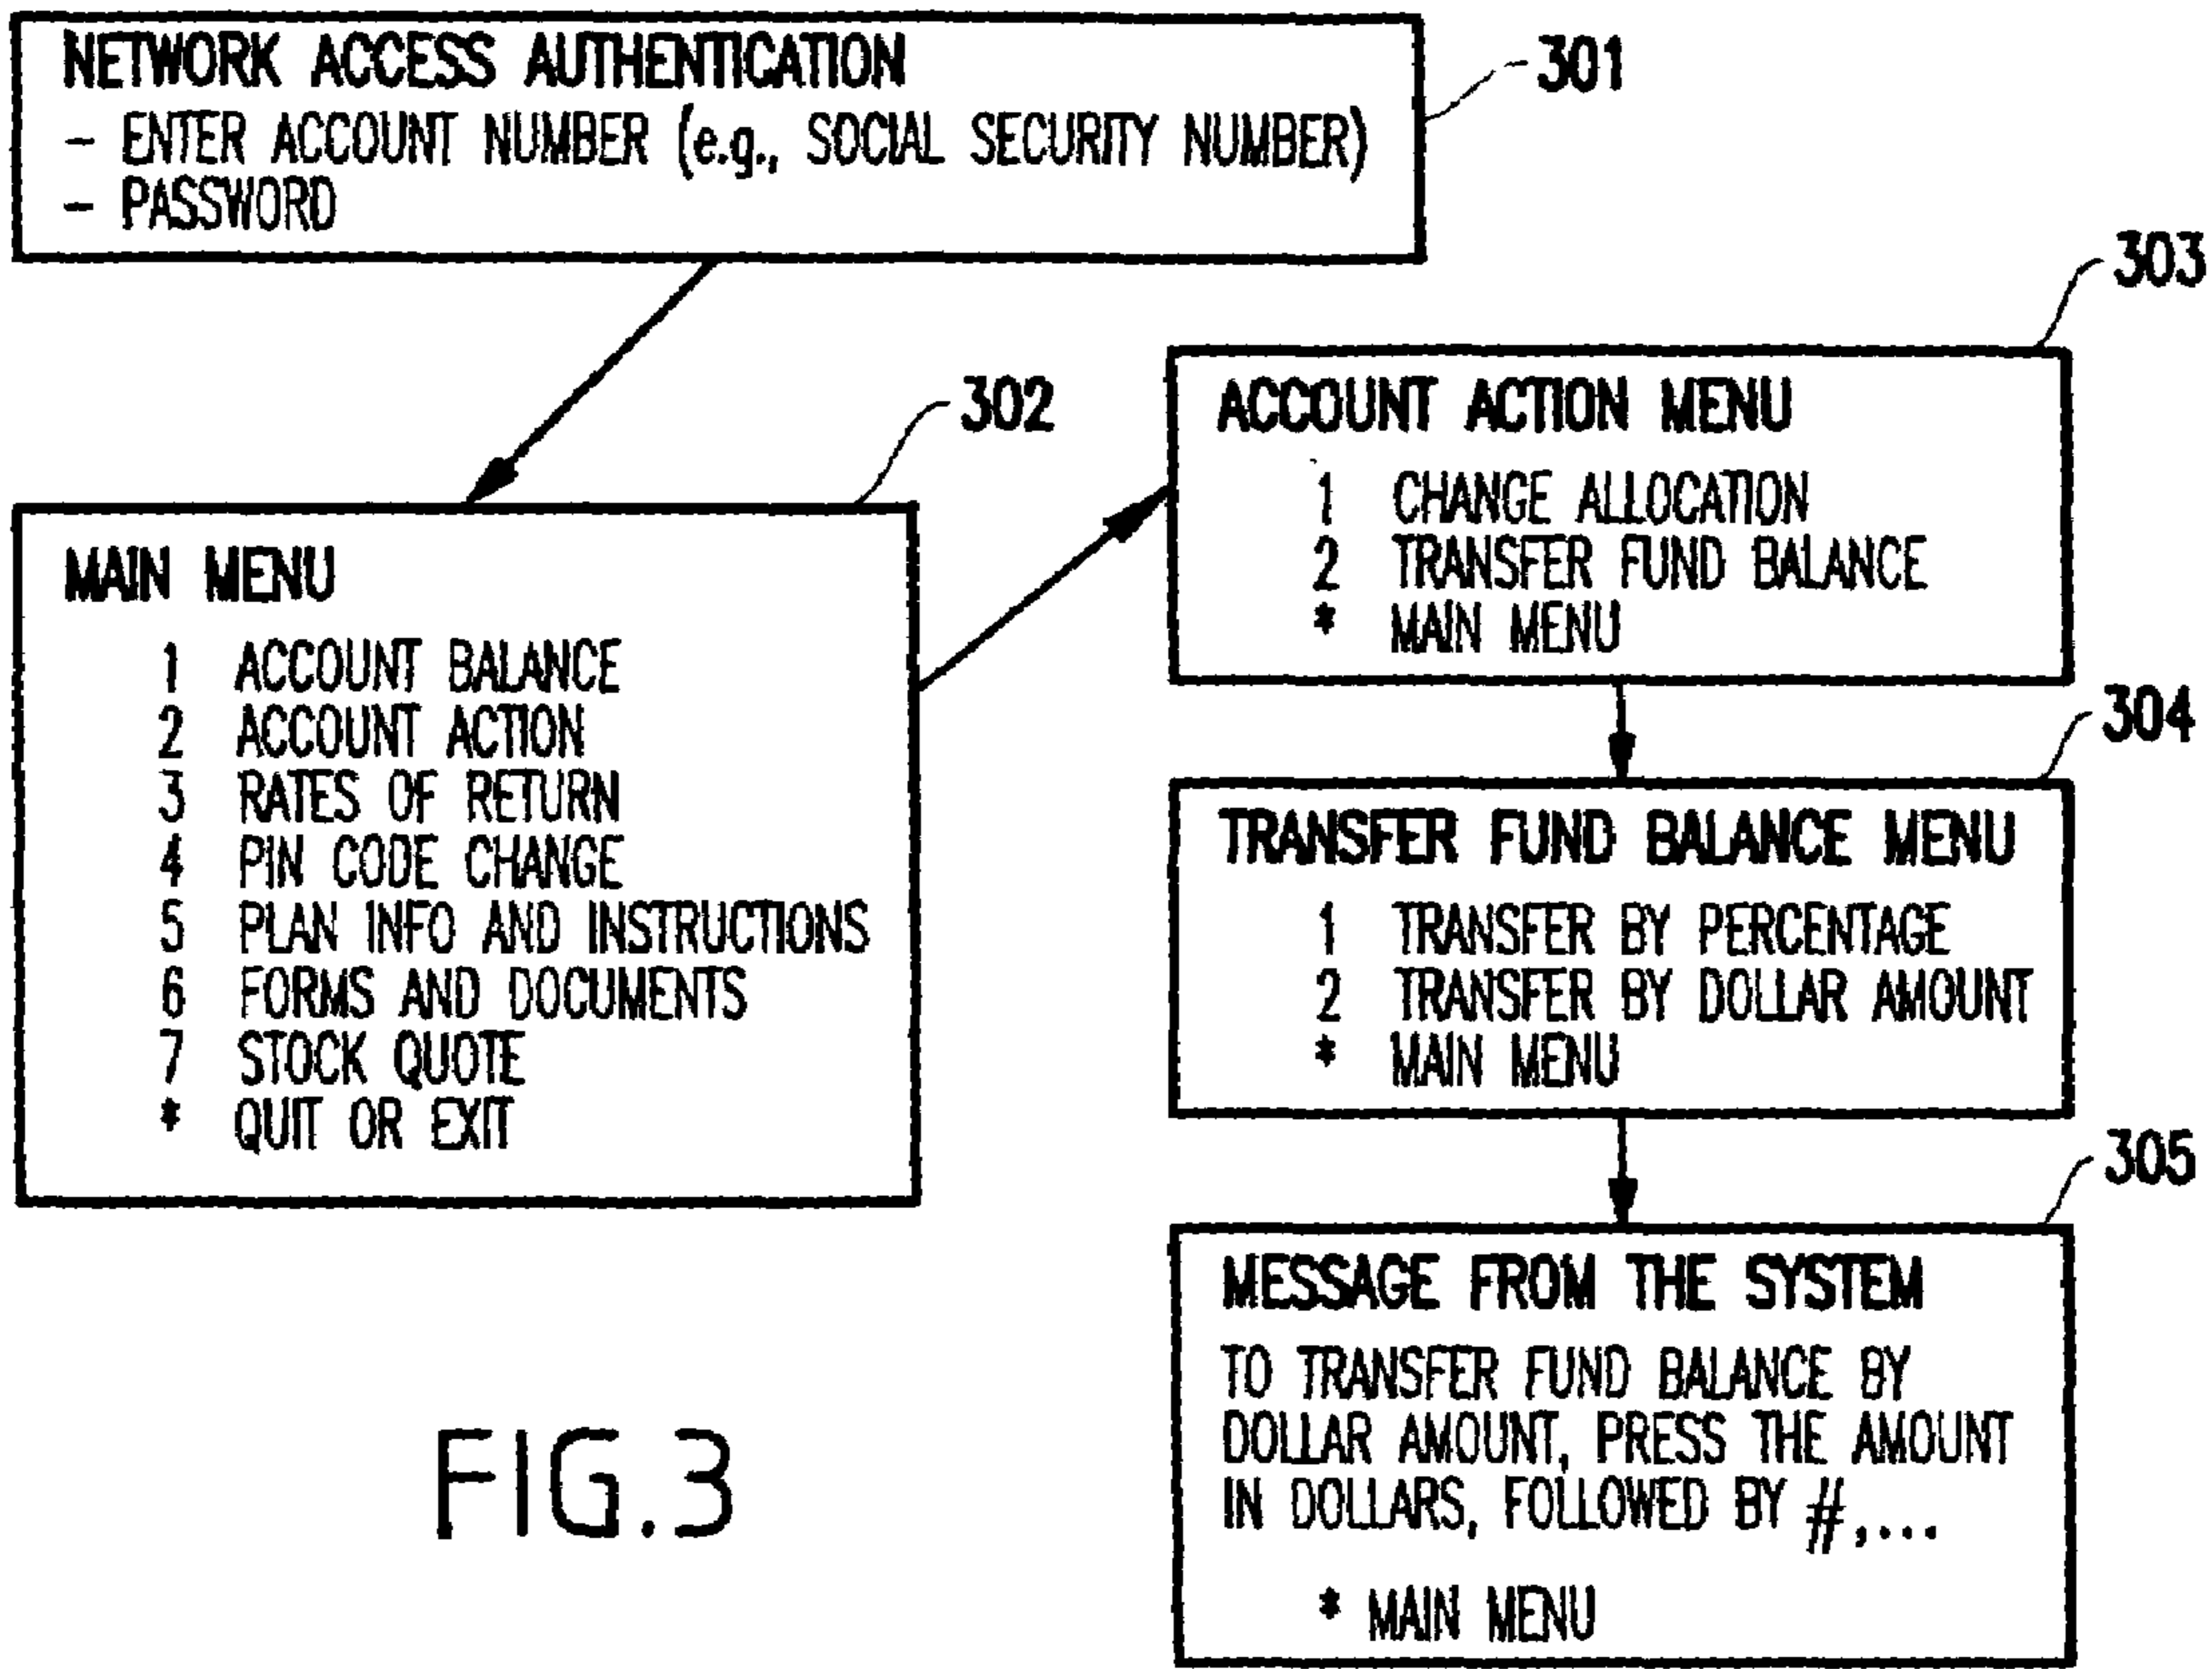 NETWORK ACCESS AUTHENTICATION
- ENTER ACCOUNT NUMBER (e.g., SOCIAL SECURITY NUMBER)
- PASSWORD
301
302
MAIN MENU
1 ACCOUNT BALANCE
2 ACCOUNT ACTION
3 RATES OF RETURN
4 PIN CODE CHANGE
5 PLAN INFO AND INSTRUCTIONS
6 FORMS AND DOCUMENTS
7 STOCK QUOTE
* QUIT OR EXIT
303
ACCOUNT ACTION MENU
1 CHANGE ALLOCATION
2 TRANSFER FUND BALANCE
* MAIN MENU
304
TRANSFER FUND BALANCE MENU
1 TRANSFER BY PERCENTAGE
2 TRANSFER BY DOLLAR AMOUNT
* MAIN MENU
305
MESSAGE FROM THE SYSTEM
TO TRANSFER FUND BALANCE BY
DOLLAR AMOUNT, PRESS THE AMOUNT
IN DOLLARS, FOLLOWED BY #,...
* MAIN MENU
FIG.3